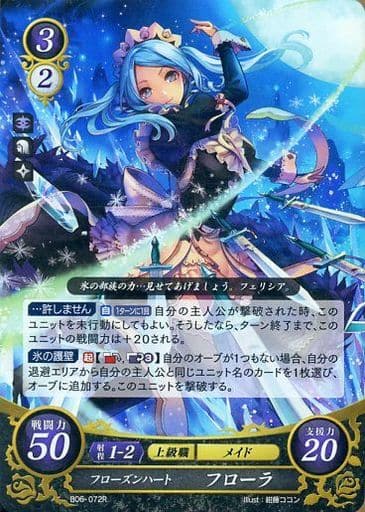 3
2
氷の部族の力…見せてあげましょう。フェリシア。
…許しません 自 1ターンに1回 自分の主人公が撃破された時、この
ユニットを未行動にしてもよい。そうしたなら、ターン終了まで、この
ユニットの戦闘力は+20される。
氷の護壁 起 3 自分のオーブが1つもない場合、自分の
退避エリアから自分の主人公と同じユニット名のカードを1枚選び、
オーブに追加する。このユニットを撃破する。
戦闘力 50
射程 1-2 上級職 メイド
支援力 20
フローズンハート フローラ
B06-072R
Illust:紺藤ココン